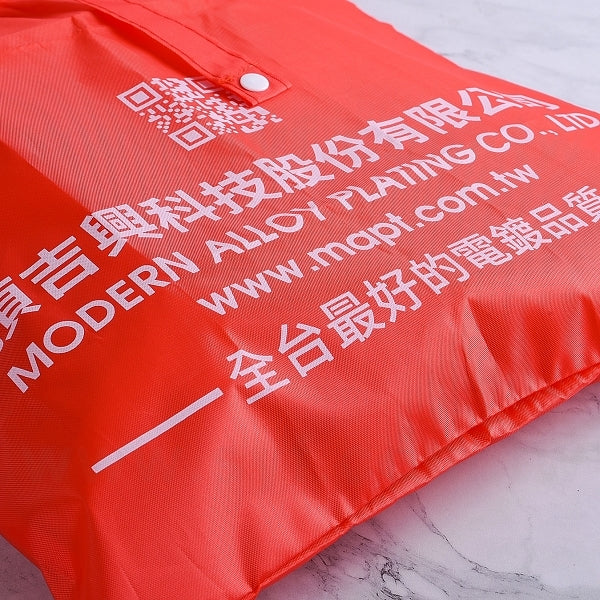 吉興科技股份有限公司
MODERN ALLOY PLATING CO., LTD
www.mapt.com.tw
全台最好的電鍍品質